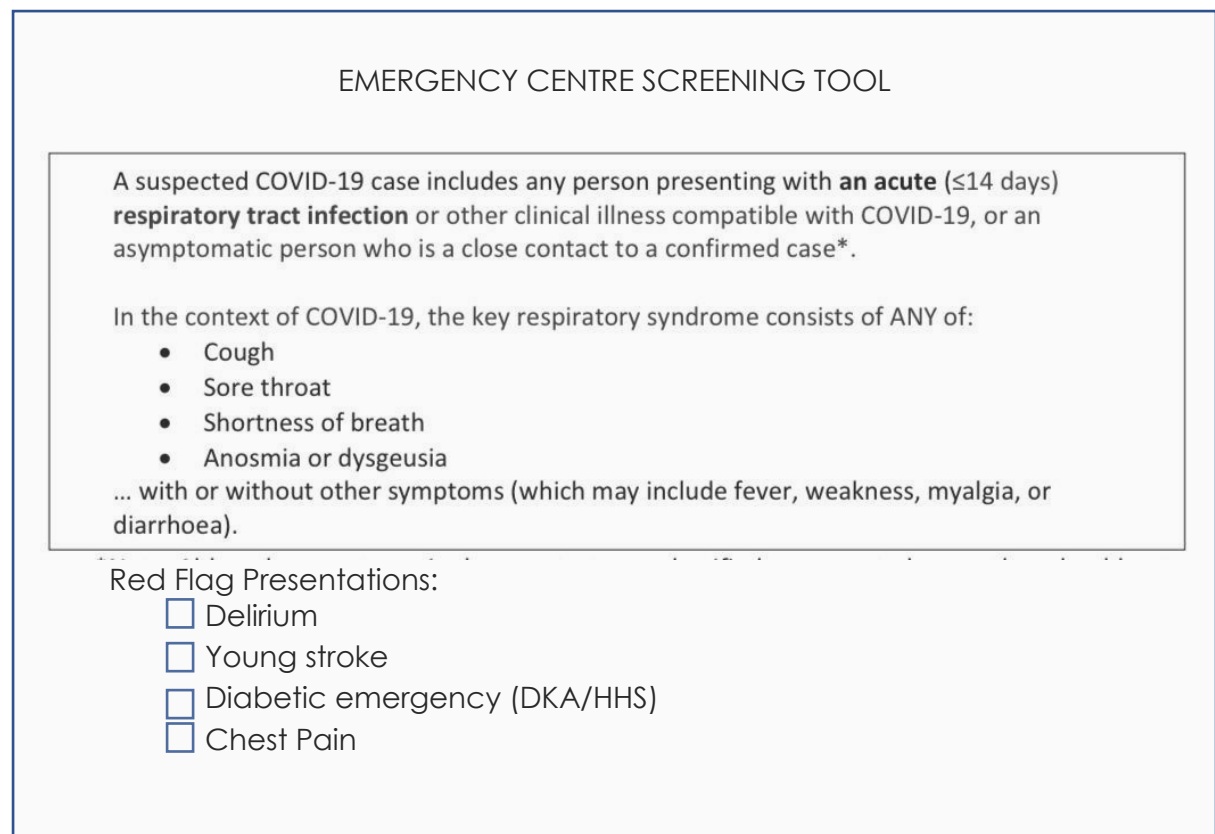 EMERGENCY CENTRE SCREENING TOOL
A suspected COVID-19 case includes any person presenting with an acute (≤14 days)
respiratory tract infection or other clinical illness compatible with COVID-19, or an
asymptomatic person who is a close contact to a confirmed case*.
In the context of COVID-19, the key respiratory syndrome consists of ANY of:
• Cough
• Sore throat
• Shortness of breath
• Anosmia or dysgeusia
... with or without other symptoms (which may include fever, weakness, myalgia, or
diarrhoea).
Red Flag Presentations:
☐ Delirium
☐ Young stroke
☐ Diabetic emergency (DKA/HHS)
☐ Chest Pain